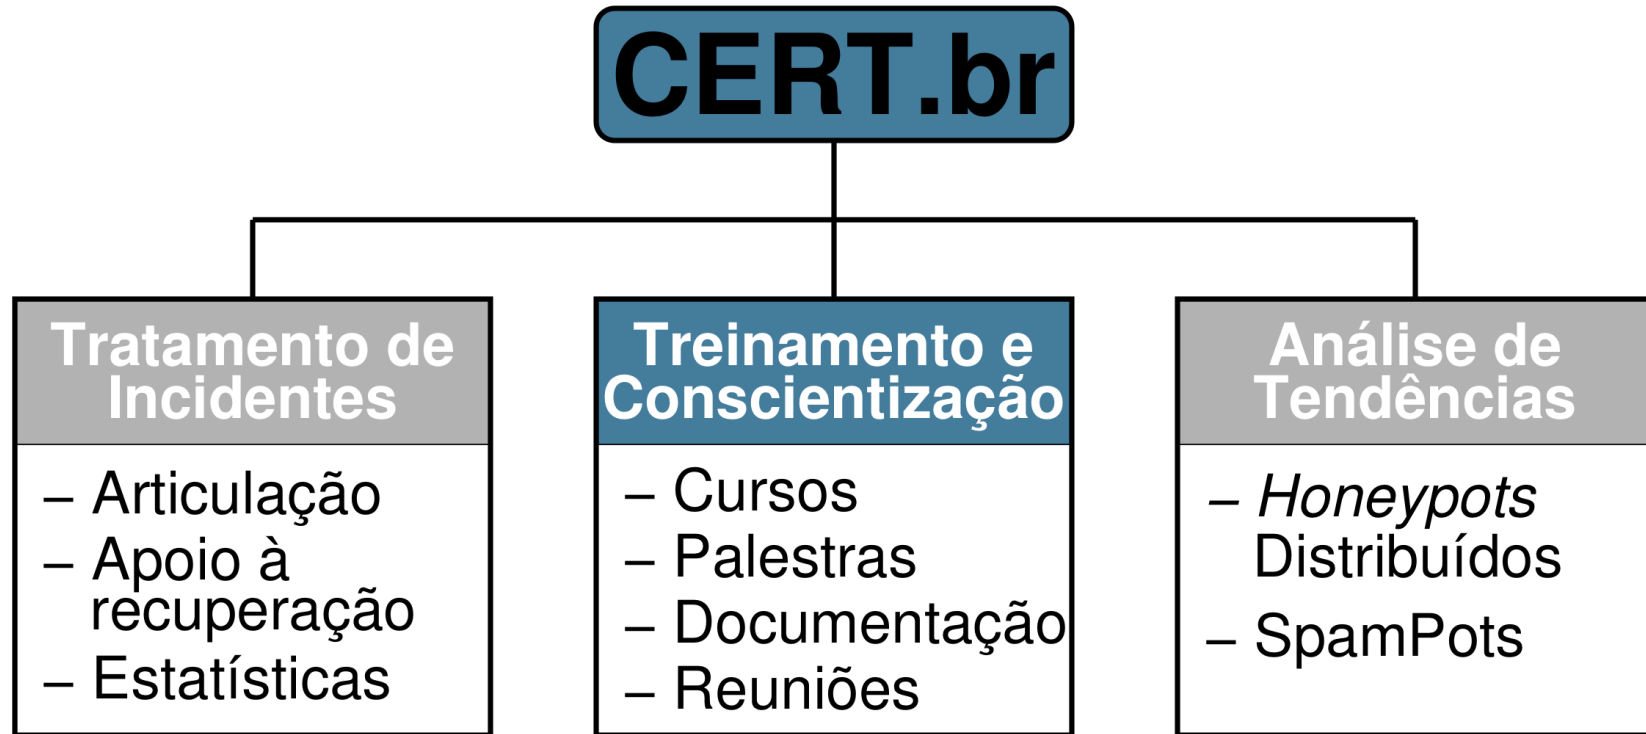 CERT.br
Tratamento de
Incidentes
– Articulação
– Apoio à
recuperação
– Estatísticas
Treinamento e
Conscientização
– Cursos
– Palestras
– Documentação
– Reuniões
Análise de
Tendências
– Honeypots
Distribuídos
– SpamPots